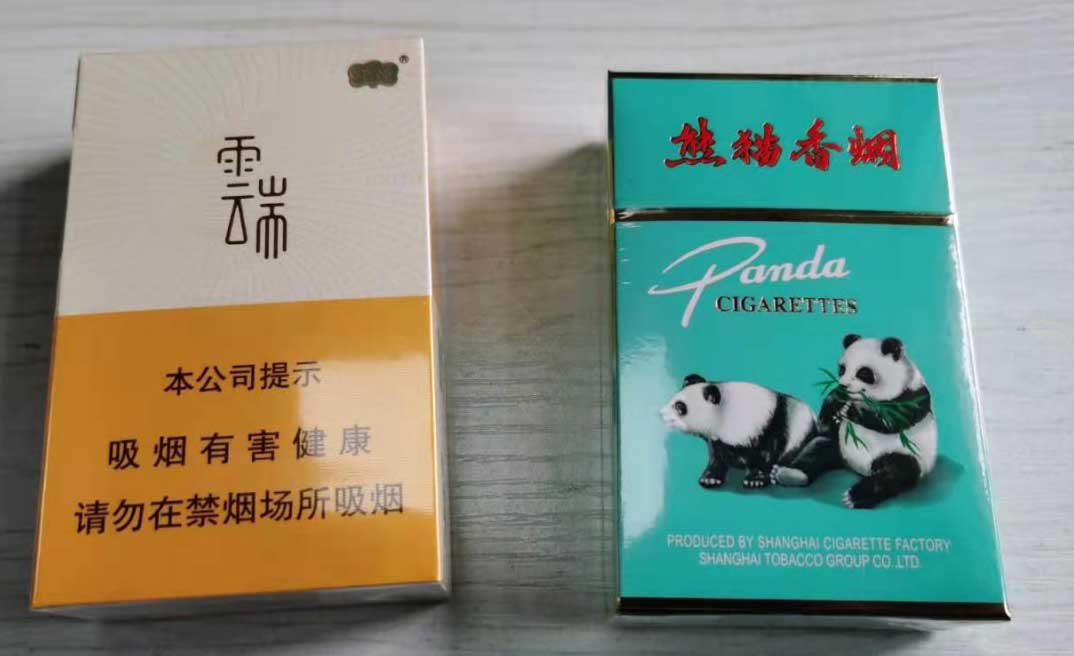 雲端
本公司提示
吸烟有害健康
请勿在禁烟场所吸烟
熊猫香烟
Panda
CIGARETTES
PRODUCED BY SHANGHAI CIGARETTE FACTORY
SHANGHAI TOBACCO GROUP CO.,LTD.